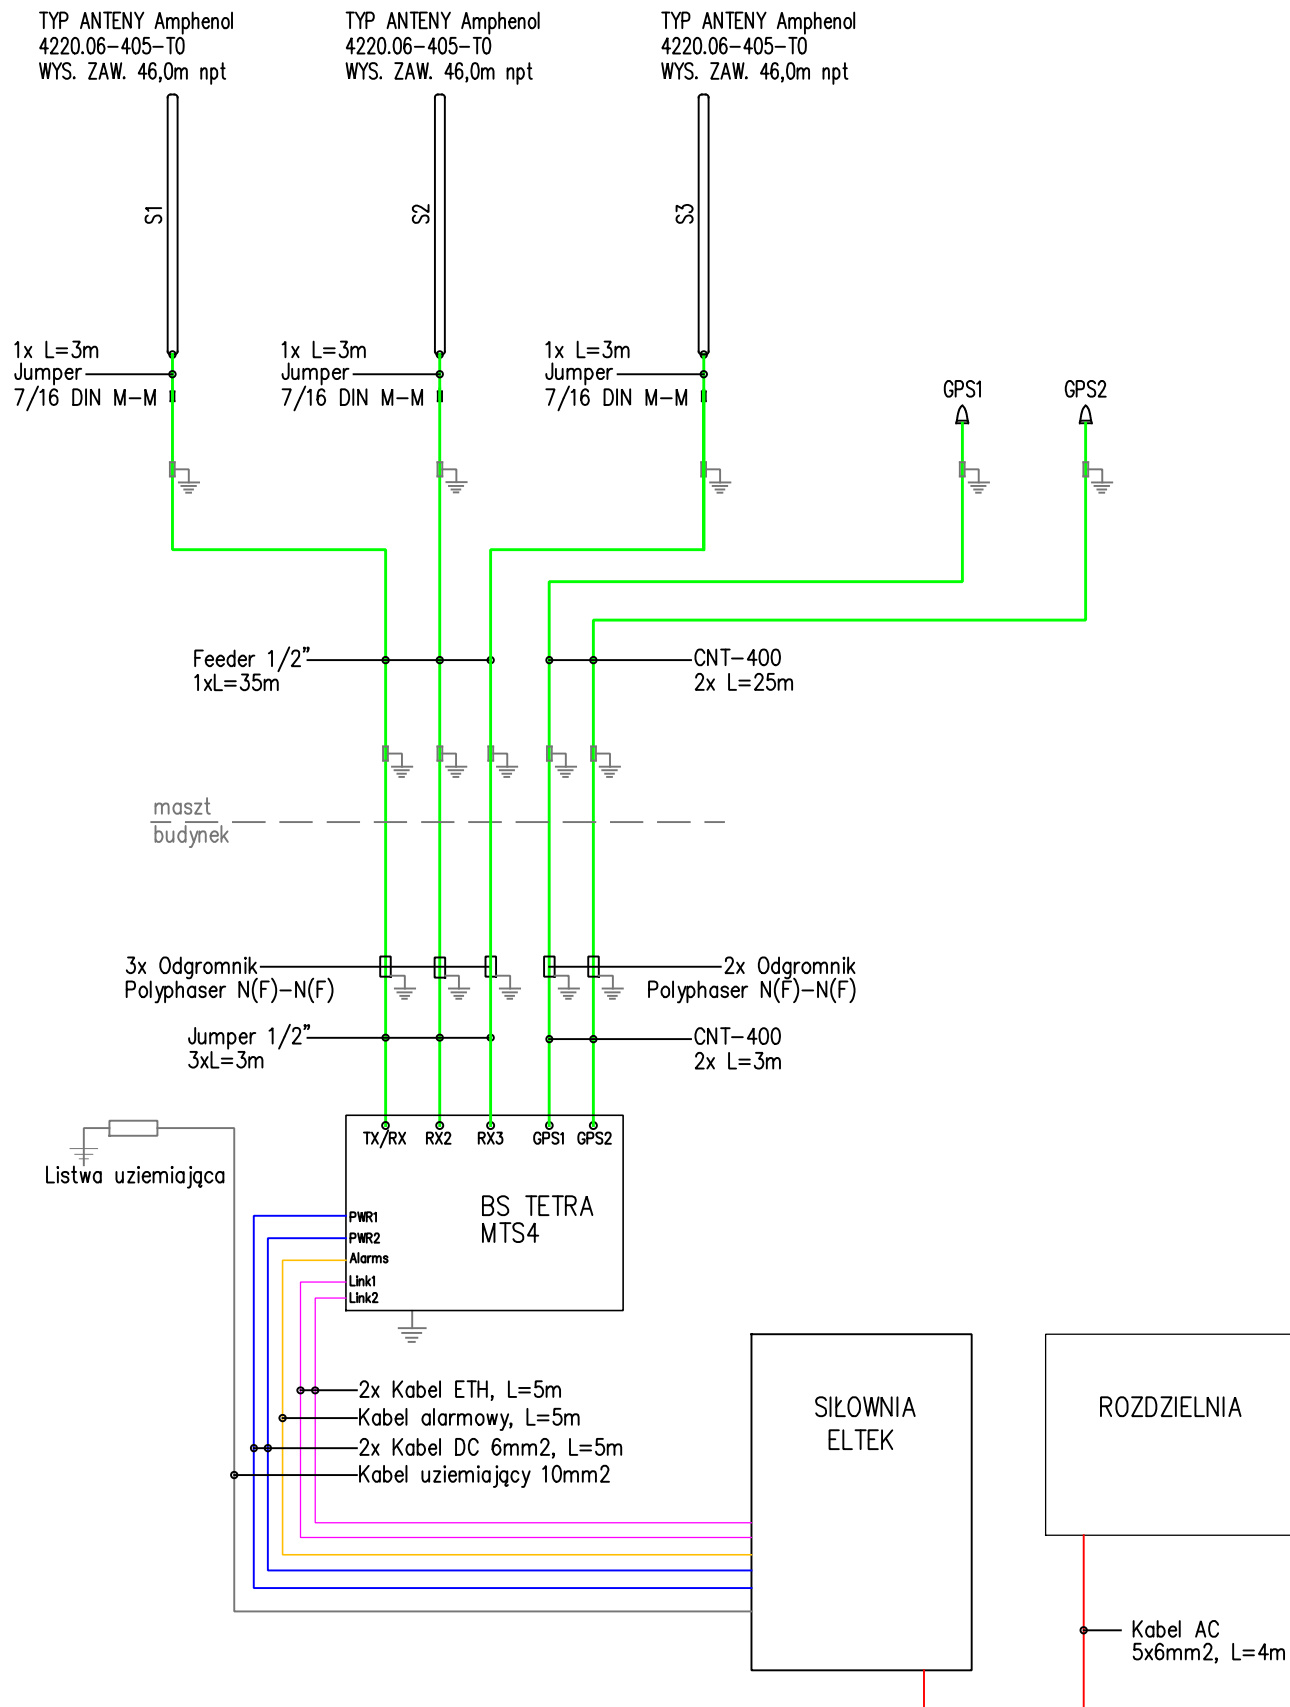 TYP ANTENY Amphenol
4220.06-405-T0
WYS. ZAW. 46,0m npt
TYP ANTENY Amphenol
4220.06-405-T0
WYS. ZAW. 46,0m npt
TYP ANTENY Amphenol
4220.06-405-T0
WYS. ZAW. 46,0m npt
S1
S2
S3
1x L=3m
Jumper
7/16 DIN M-M
1x L=3m
Jumper
7/16 DIN M-M
1x L=3m
Jumper
7/16 DIN M-M
GPS1
GPS2
Feeder 1/2"
1xL=35m
CNT-400
2x L=25m
maszt
budynek
3x Odgromnik
Polyphaser N(F)-N(F)
2x Odgromnik
Polyphaser N(F)-N(F)
Jumper 1/2"
3xL=3m
CNT-400
2x L=3m
TX/RX
RX2
RX3
GPS1
GPS2
Listwa uziemiająca
BS TETRA
MTS4
PWR1
PWR2
Alarms
Link1
Link2
2x Kabel ETH, L=5m
Kabel alarmowy, L=5m
2x Kabel DC 6mm2, L=5m
Kabel uziemiający 10mm2
SIŁOWNIA
ELTEK
ROZDZIELNIA
Kabel AC
5x6mm2, L=4m